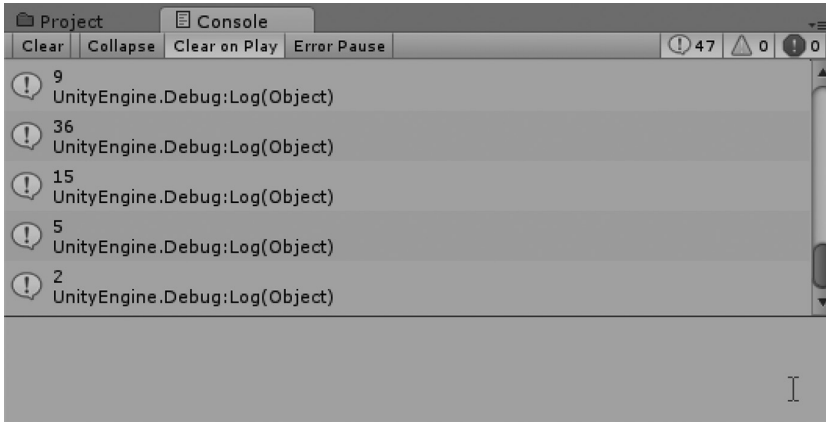 Project Console
Clear Collapse Clear on Play Error Pause 47 0 0
9
UnityEngine.Debug:Log(Object)
36
UnityEngine.Debug:Log(Object)
15
UnityEngine.Debug:Log(Object)
5
UnityEngine.Debug:Log(Object)
2
UnityEngine.Debug:Log(Object)